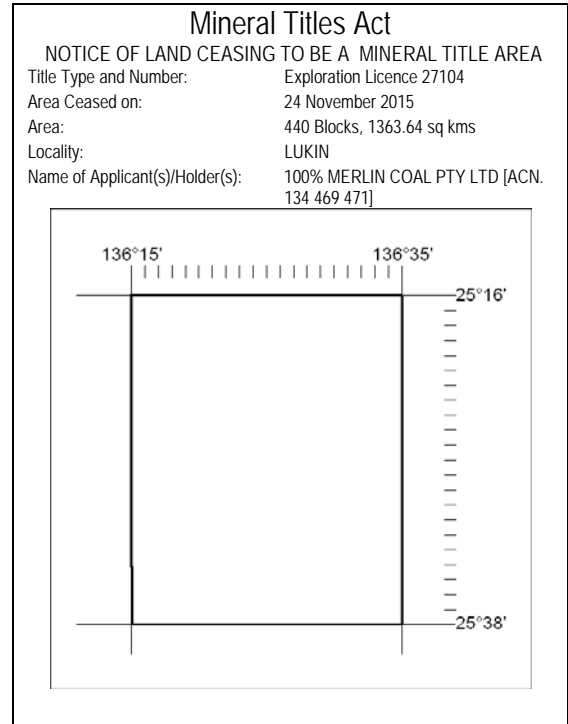 Mineral Titles Act
NOTICE OF LAND CEASING TO BE A MINERAL TITLE AREA
Title Type and Number: Exploration Licence 27104
Area Ceased on: 24 November 2015
Area: 440 Blocks, 1363.64 sq kms
Locality: LUKIN
Name of Applicant(s)/Holder(s): 100% MERLIN COAL PTY LTD [ACN.
134 469 471]
136°15' 136°35'
25°16'
25°38'